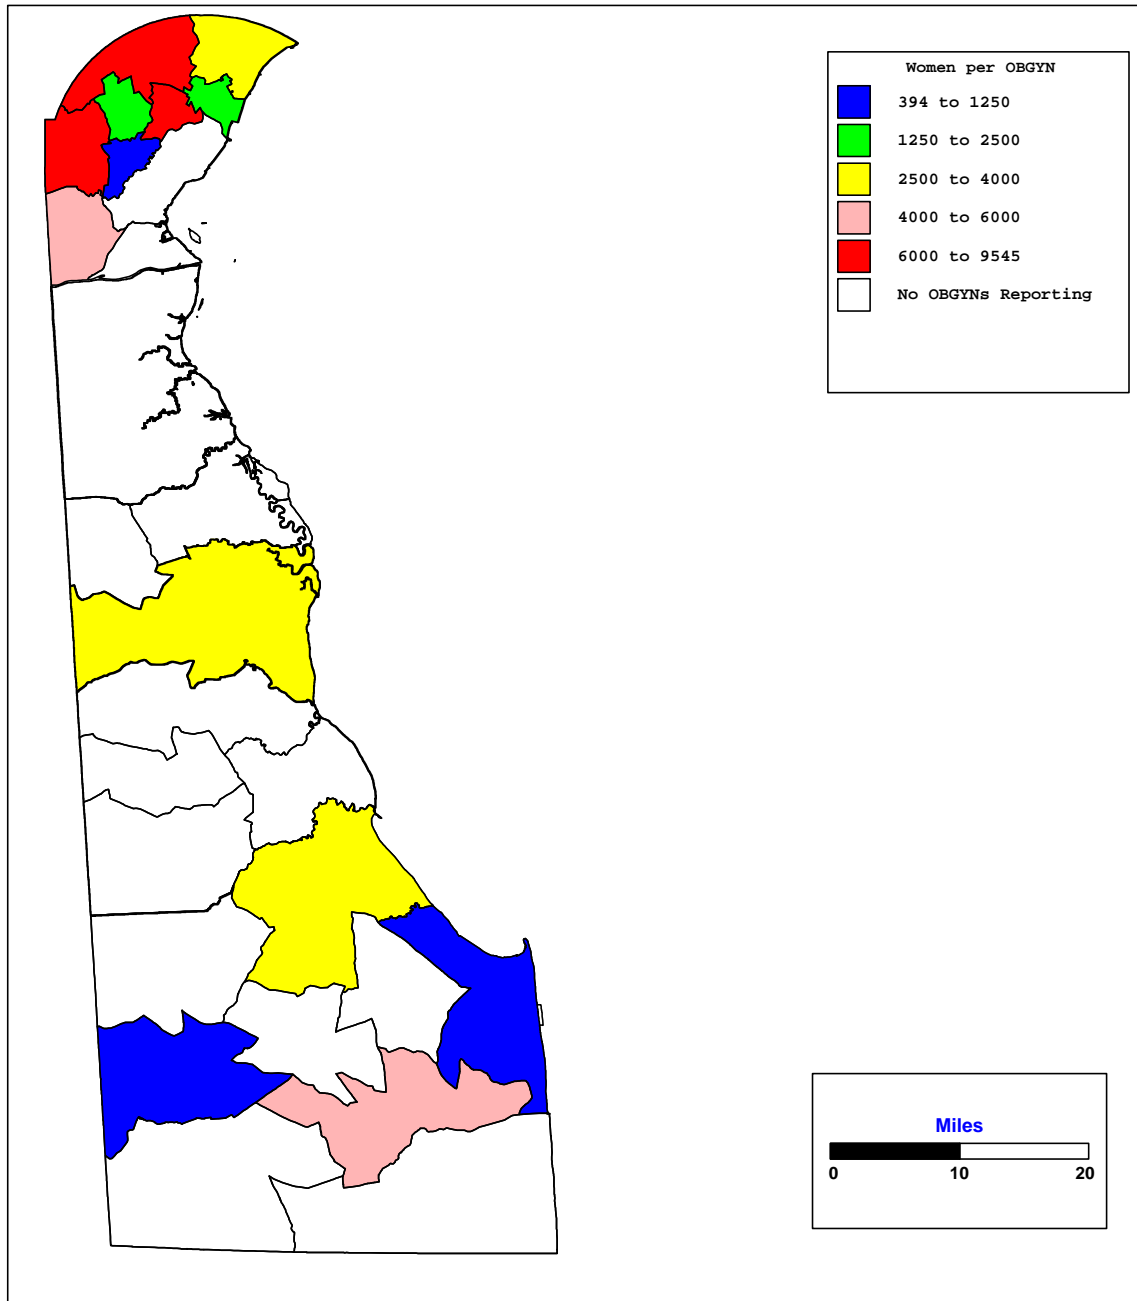 Women per OBGYN
394 to 1250
1250 to 2500
2500 to 4000
4000 to 6000
6000 to 9545
No OBGYNs Reporting
Miles
0 10 20